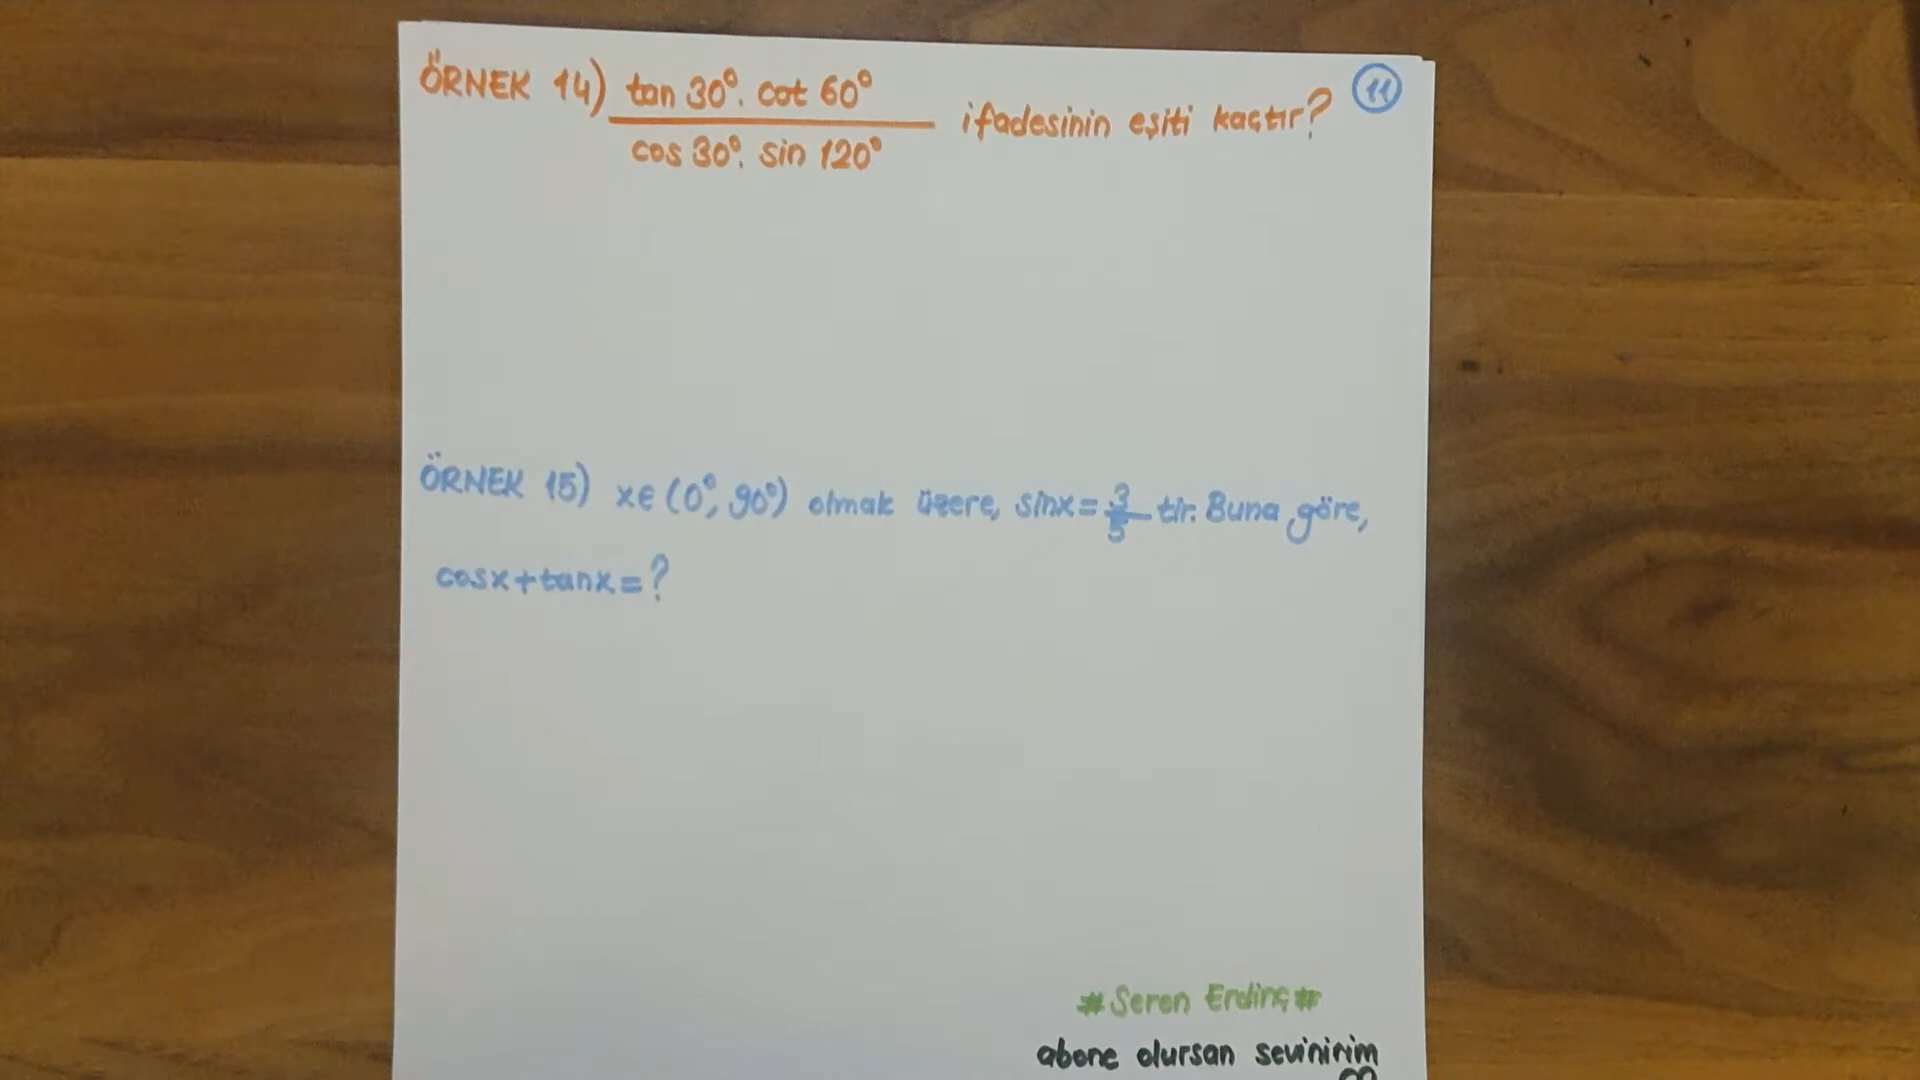 ÖRNEK 14) tan 30°. cot 60° / cos 30°. sin 120° ifadesinin eşiti kaçtır? 11
ÖRNEK 15) x∈(0°, 90°) olmak üzere, sinx=3/5 tir. Buna göre,
cosx+tanx=?
#Seren Erdinç#
abone olursan sevinirim